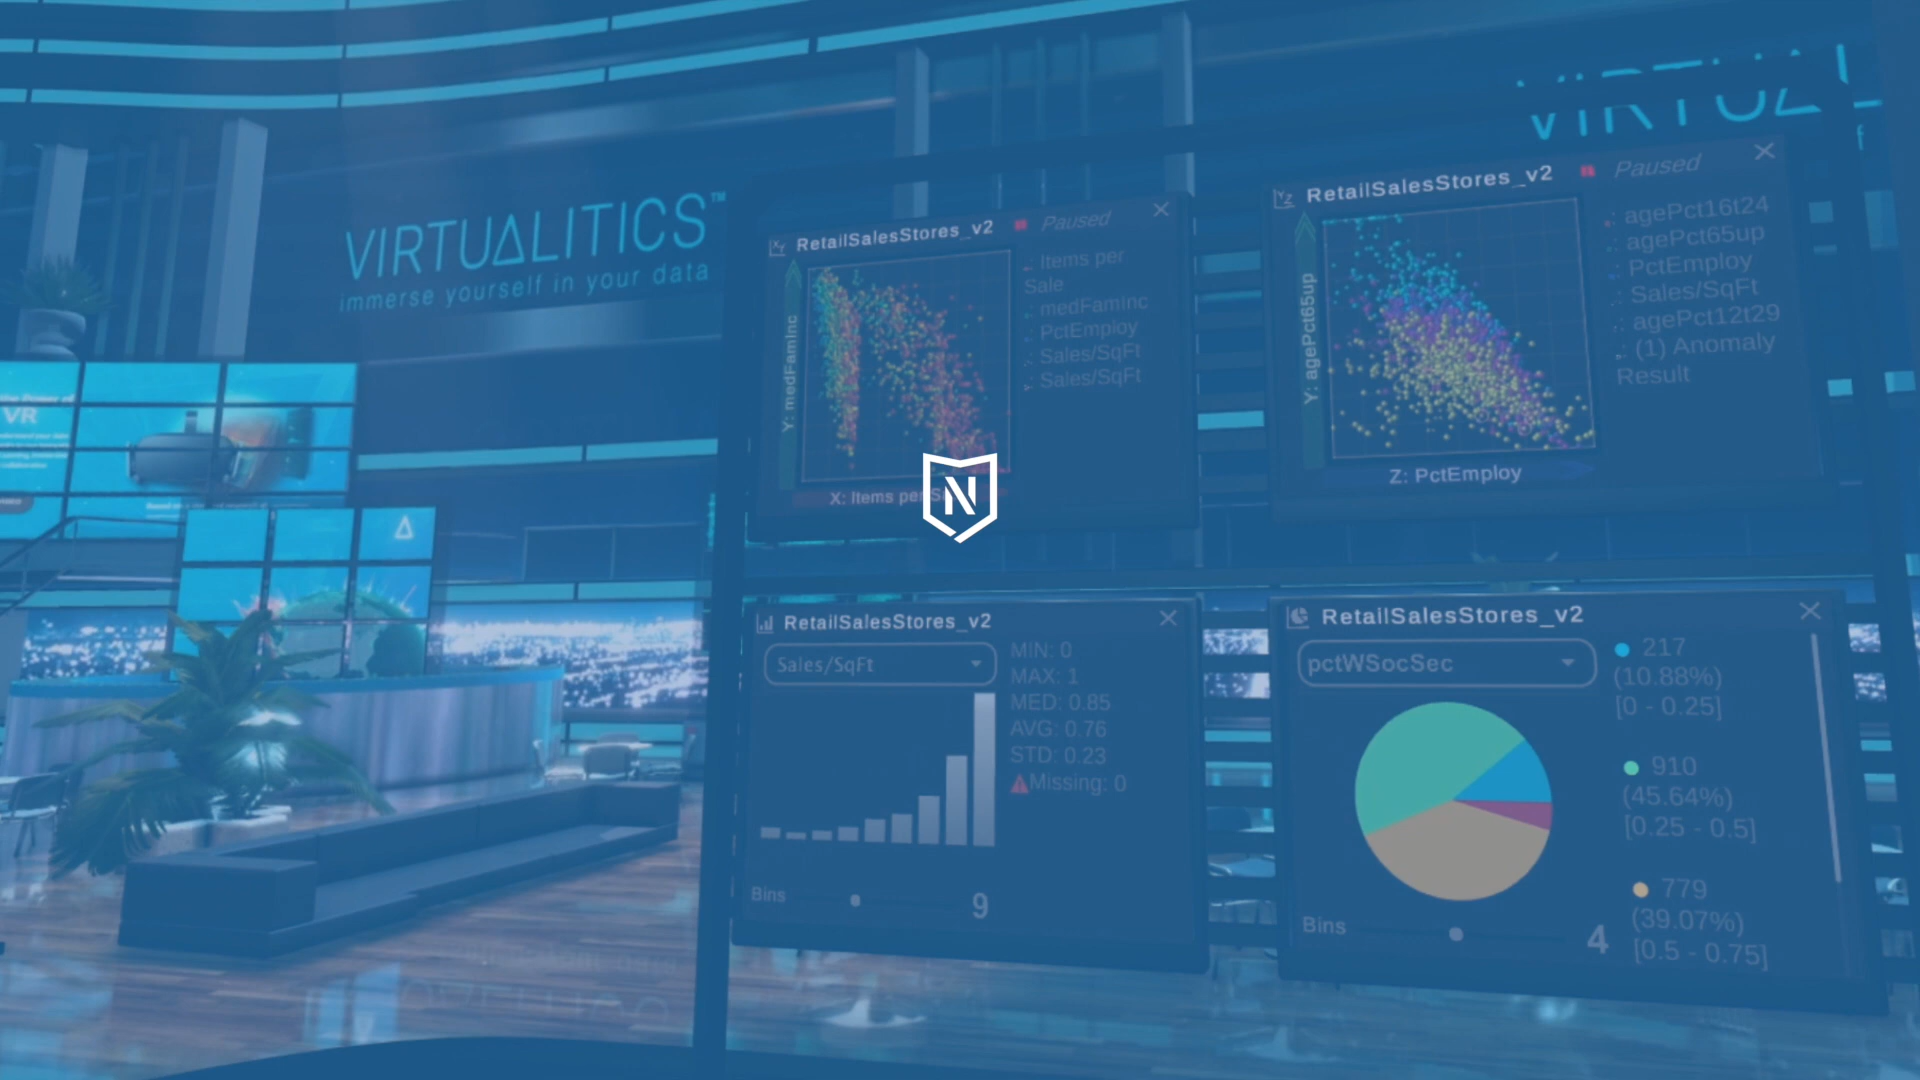 VIRTUALITICS™
immerse yourself in your data
VR
RetailSalesStores_v2
Paused
Items per
Sale
medFamInc
PctEmploy
Sales/SqFt
Sales/SqFt
Y: medFamInc
X: Items per
N
RetailSalesStores_v2
Paused
agePct16t24
agePct65up
PctEmploy
Sales/SqFt
agePct12t29
(1) Anomaly
Result
Y: agePct65up
Z: PctEmploy
RetailSalesStores_v2
Sales/SqFt
MIN: 0
MAX: 1
MED: 0.85
AVG: 0.76
STD: 0.23
Missing: 0
Bins
9
RetailSalesStores_v2
pctWSocSec
217
(10.88%)
[0 - 0.25]
910
(45.64%)
[0.25 - 0.5]
779
(39.07%)
[0.5 - 0.75]
Bins
4